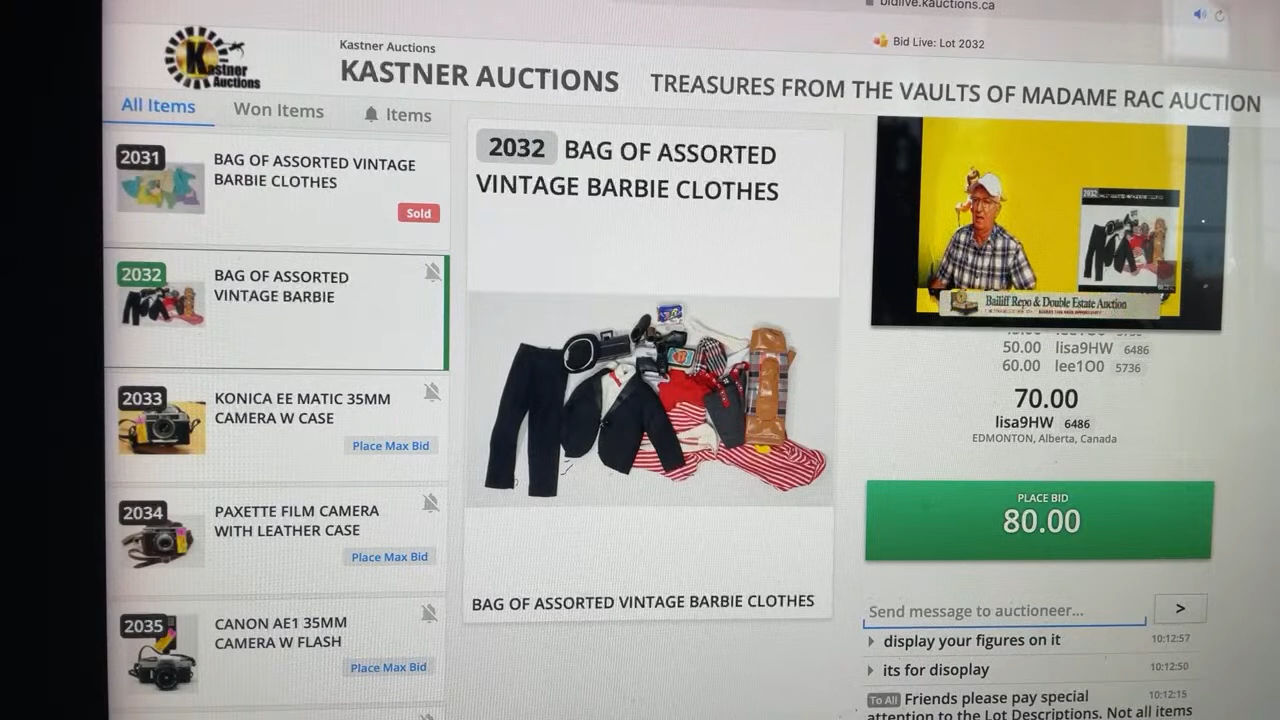 bidlive.kauctions.ca
Bid Live: Lot 2032
Kastner
Auctions
Kastner Auctions
KASTNER AUCTIONS
TREASURES FROM THE VAULTS OF MADAME RAC AUCTION
All Items
Won Items
Items
2031
BAG OF ASSORTED VINTAGE
BARBIE CLOTHES
Sold
2032
BAG OF ASSORTED
VINTAGE BARBIE
2033
KONICA EE MATIC 35MM
CAMERA W CASE
Place Max Bid
2034
PAXETTE FILM CAMERA
WITH LEATHER CASE
Place Max Bid
2035
CANON AE1 35MM
CAMERA W FLASH
Place Max Bid
2032 BAG OF ASSORTED
VINTAGE BARBIE CLOTHES
BAG OF ASSORTED VINTAGE BARBIE CLOTHES
2032
Bailiff Repo & Double Estate Auction
50.00 lisa9HW 6486
60.00 lee1O0 5736
70.00
lisa9HW 6486
EDMONTON, Alberta, Canada
PLACE BID
80.00
Send message to auctioneer...
>
display your figures on it 10:12:57
its for disoplay 10:12:50
To All Friends please pay special 10:12:15
attention to the Lot Descriptions. Not all items